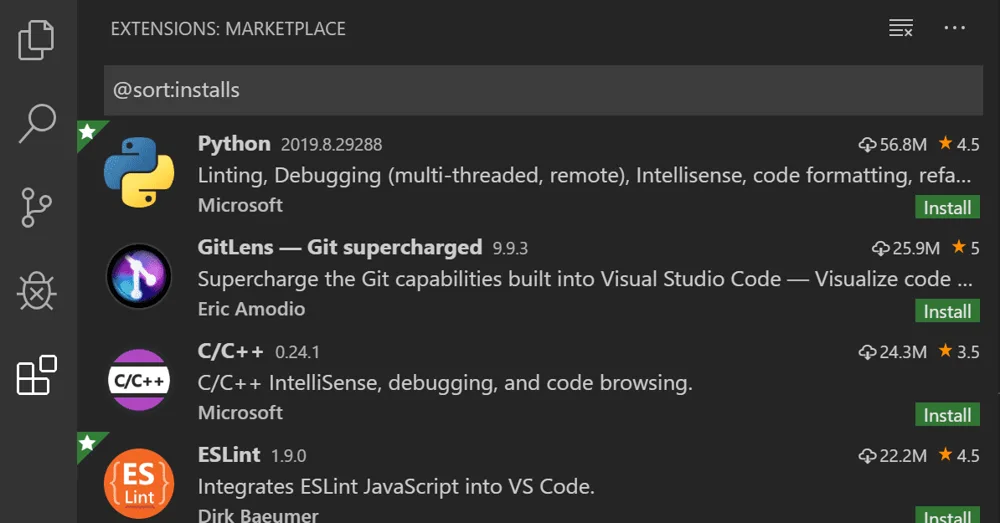 EXTENSIONS: MARKETPLACE
@sort:installs
Python 2019.8.29288 56.8M 4.5
Linting, Debugging (multi-threaded, remote), Intellisense, code formatting, refa...
Microsoft Install
GitLens — Git supercharged 9.9.3 25.9M 5
Supercharge the Git capabilities built into Visual Studio Code — Visualize code ...
Eric Amodio Install
C/C++
C/C++ 0.24.1 24.3M 3.5
C/C++ IntelliSense, debugging, and code browsing.
Microsoft Install
ES
Lint
ESLint 1.9.0 22.2M 4.5
Integrates ESLint JavaScript into VS Code.
Dirk Baeumer Install